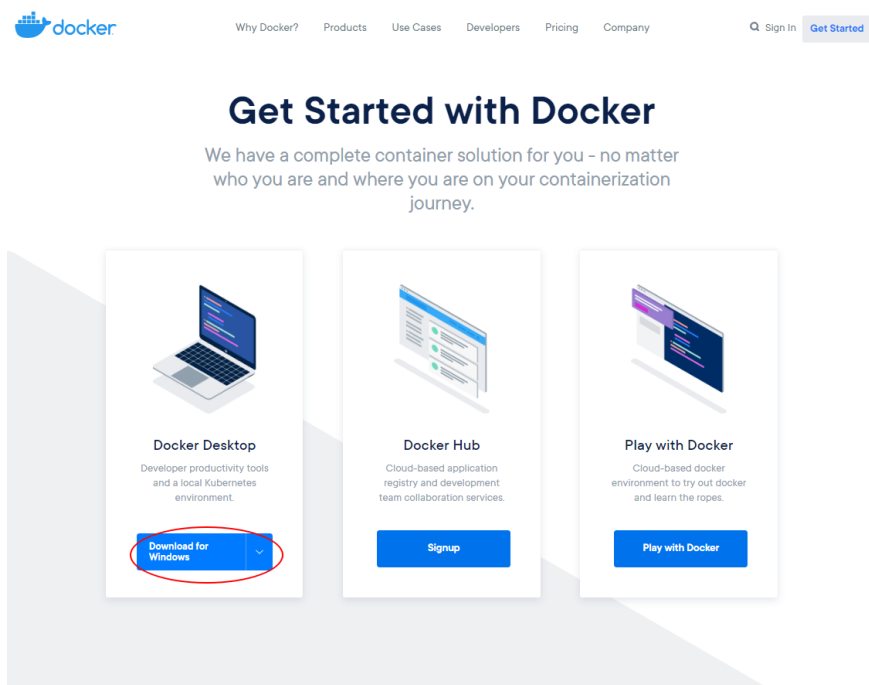 docker
Why Docker? Products Use Cases Developers Pricing Company Sign In Get Started
Get Started with Docker
We have a complete container solution for you - no matter
who you are and where you are on your containerization
journey.
Docker Desktop
Developer productivity tools
and a local Kubernetes
environment.
Download for
Windows
Docker Hub
Cloud-based application
registry and development
team collaboration services.
Signup
Play with Docker
Cloud-based docker
environment to try out docker
and learn the ropes.
Play with Docker